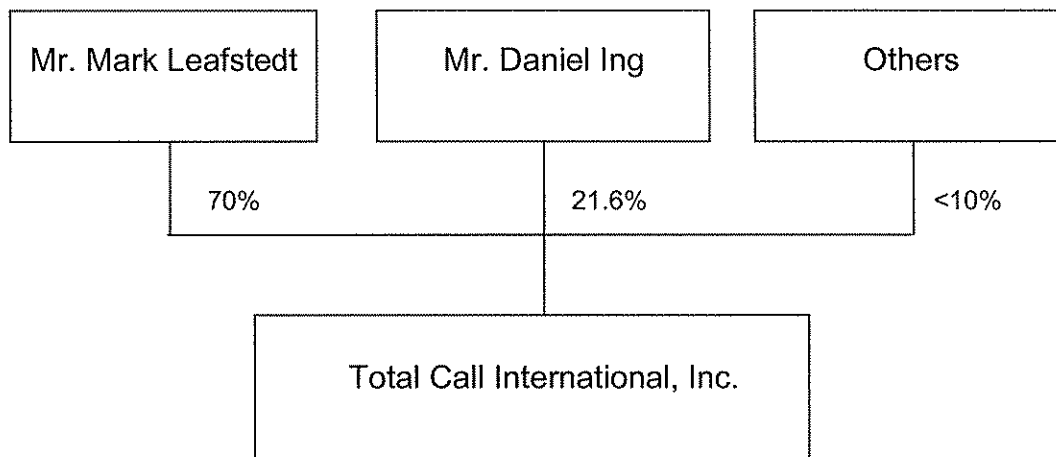 Mr. Mark Leafstedt
Mr. Daniel Ing
Others
70%
21.6%
<10%
Total Call International, Inc.